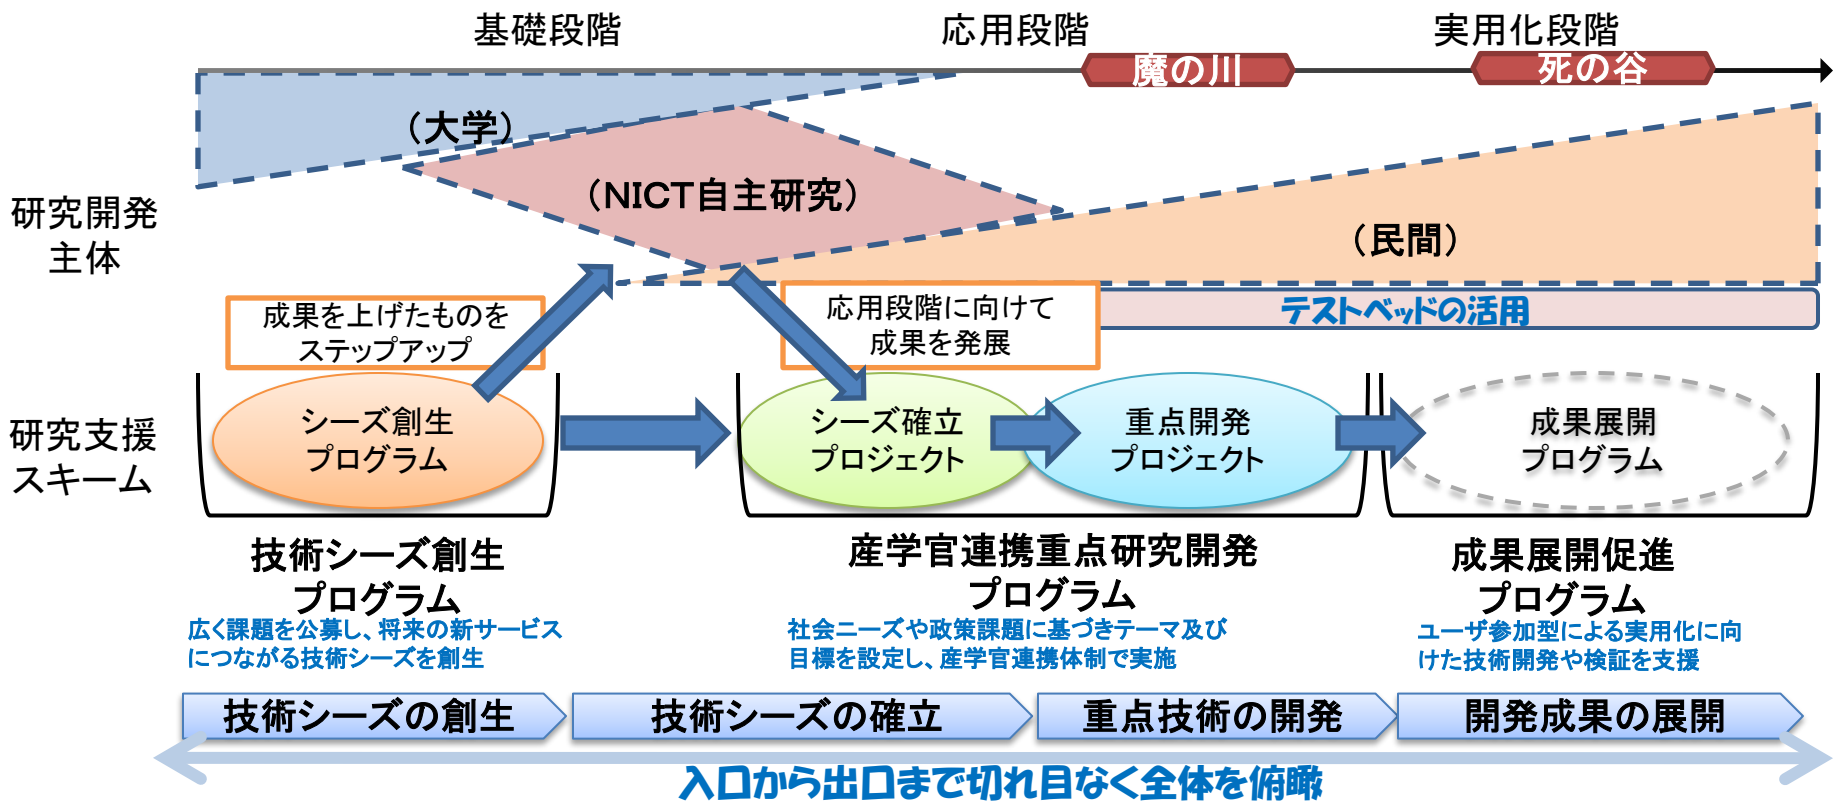 基礎段階
応用段階
実用化段階
魔の川
死の谷
（大学）
（NICT自主研究）
研究開発
主体
（民間）
テストベッドの活用
成果を上げたものを
ステップアップ
応用段階に向けて
成果を発展
研究支援
スキーム
シーズ創生
プログラム
シーズ確立
プロジェクト
重点開発
プロジェクト
成果展開
プログラム
技術シーズ創生
プログラム
広く課題を公募し、将来の新サービス
につながる技術シーズを創生
産学官連携重点研究開発
プログラム
社会ニーズや政策課題に基づきテーマ及び
目標を設定し、産学官連携体制で実施
成果展開促進
プログラム
ユーザ参加型による実用化に向
けた技術開発や検証を支援
技術シーズの創生
技術シーズの確立
重点技術の開発
開発成果の展開
入口から出口まで切れ目なく全体を俯瞰